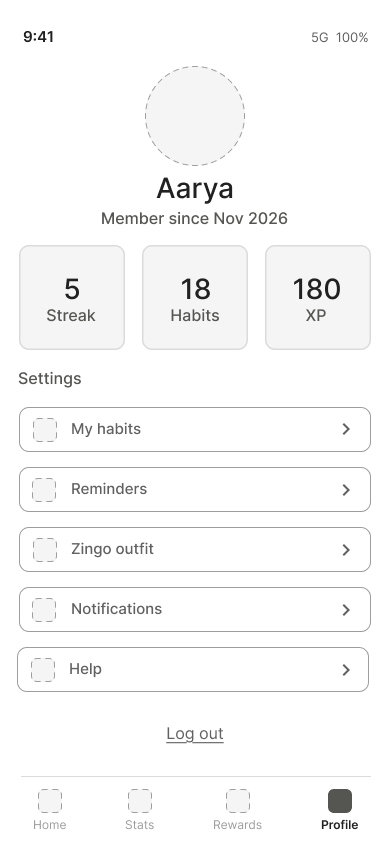 9:41 5G 100%
Aarya
Member since Nov 2026
5 18 180
Streak Habits XP
Settings
My habits
Reminders
Zingo outfit
Notifications
Help
Log out
Home Stats Rewards Profile